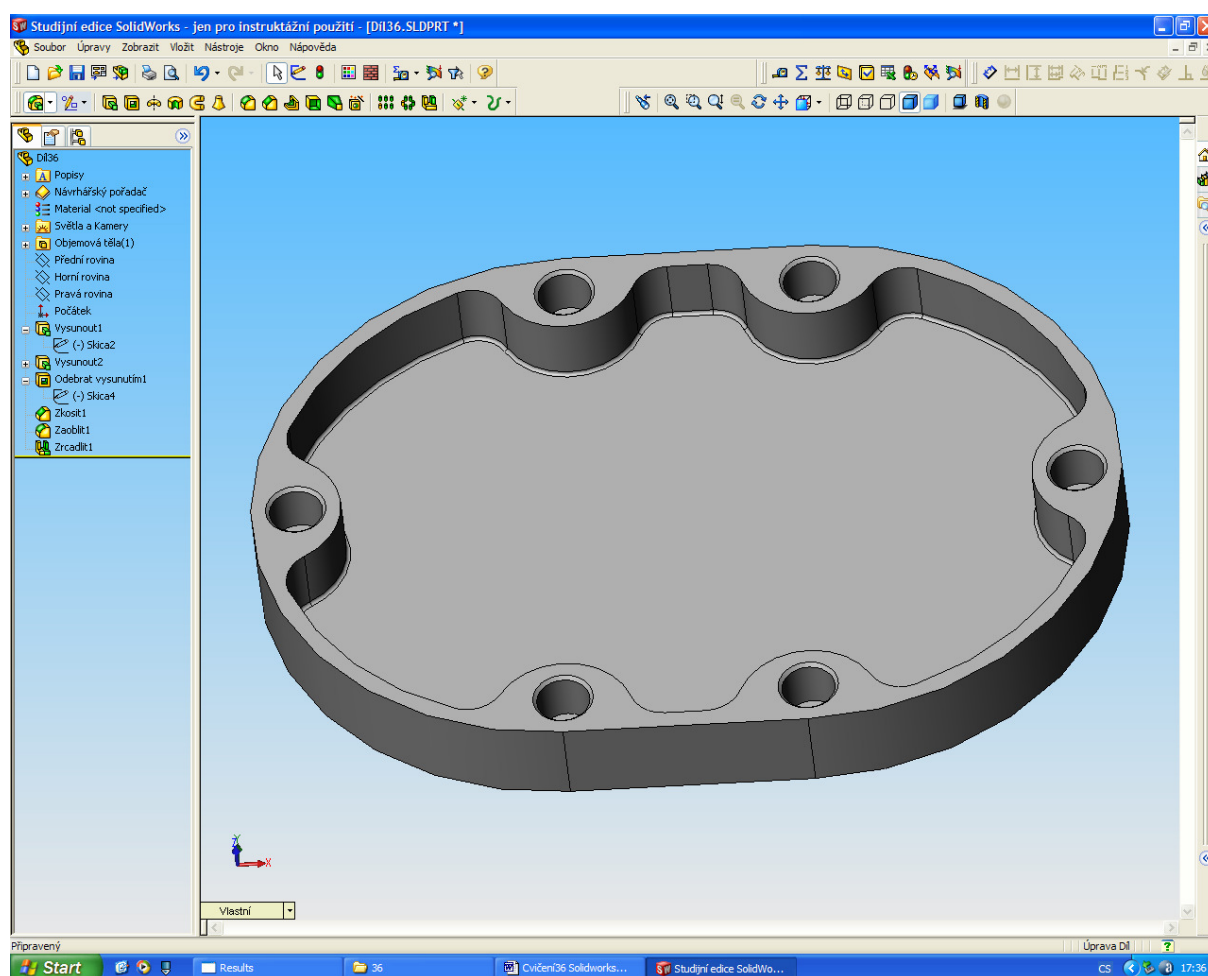 Studijní edice SolidWorks - jen pro instruktážní použití - [Díl36.SLDPRT *]
Soubor Úpravy Zobrazit Vložit Nástroje Okno Nápověda
Díl36
Popisy
Návrhářský pořadač
Material <not specified>
Světla a Kamery
Objemová těla(1)
Přední rovina
Horní rovina
Pravá rovina
Počátek
Vysunout1
(-) Skica2
Vysunout2
Odebrat vysunutím1
(-) Skica4
Zkosit1
Zaoblit1
Zrcadlit1
Z
X
Vlastní
Připravený
Úprava Díl
Start
Results
36
Cvičení36 Solidworks...
Studijní edice SolidWo...
CS
17:36